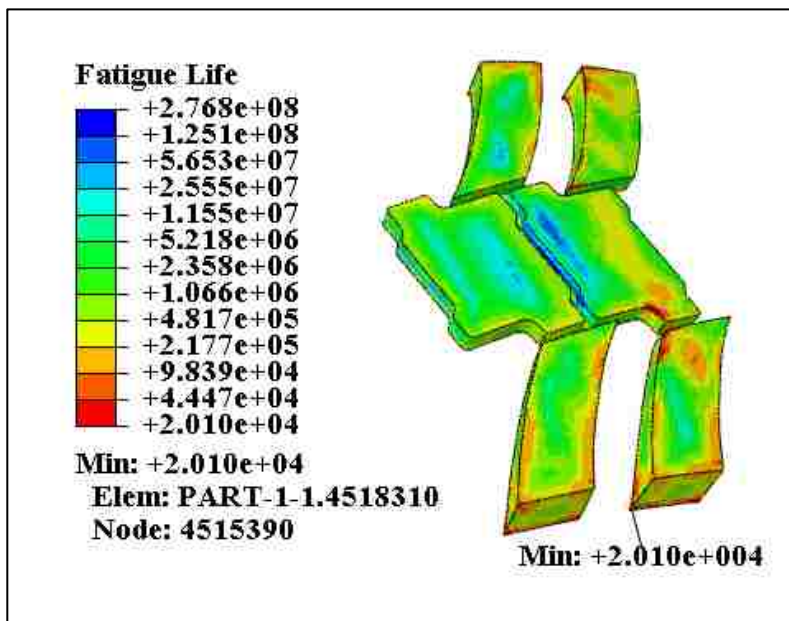 Fatigue Life
+2.768e+08
+1.251e+08
+5.653e+07
+2.555e+07
+1.155e+07
+5.218e+06
+2.358e+06
+1.066e+06
+4.817e+05
+2.177e+05
+9.839e+04
+4.447e+04
+2.010e+04
Min: +2.010e+04
Elem: PART-1-1.4518310
Node: 4515390
Min: +2.010e+004